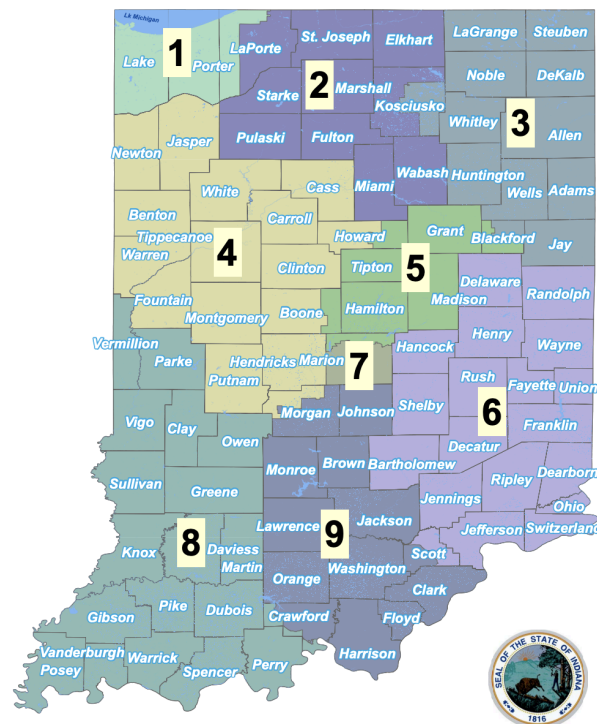 Lk Michigan
1
Lake
Porter
LaPorte
St. Joseph
Elkhart
LaGrange
Steuben
2
Starke
Marshall
Kosciusko
Noble
DeKalb
3
Whitley
Allen
Newton
Jasper
Pulaski
Fulton
Miami
Wabash
Huntington
Wells
Adams
White
Cass
Benton
Carroll
Tippecanoe
Warren
4
Howard
Grant
Blackford
Jay
Clinton
Tipton
5
Fountain
Montgomery
Boone
Hamilton
Madison
Delaware
Randolph
Vermillion
Parke
Hendricks
Marion
7
Hancock
Henry
Wayne
Putnam
Rush
Fayette
Union
Vigo
Clay
Owen
Morgan
Johnson
Shelby
6
Franklin
Decatur
Sullivan
Greene
Monroe
Brown
Bartholomew
Ripley
Dearborn
Jennings
Ohio
Knox
8
Daviess
Martin
Lawrence
9
Jackson
Jefferson
Switzerland
Scott
Orange
Washington
Clark
Gibson
Pike
Dubois
Crawford
Floyd
Harrison
Vanderburgh
Posey
Warrick
Spencer
Perry
SEAL OF THE STATE OF INDIANA
1816